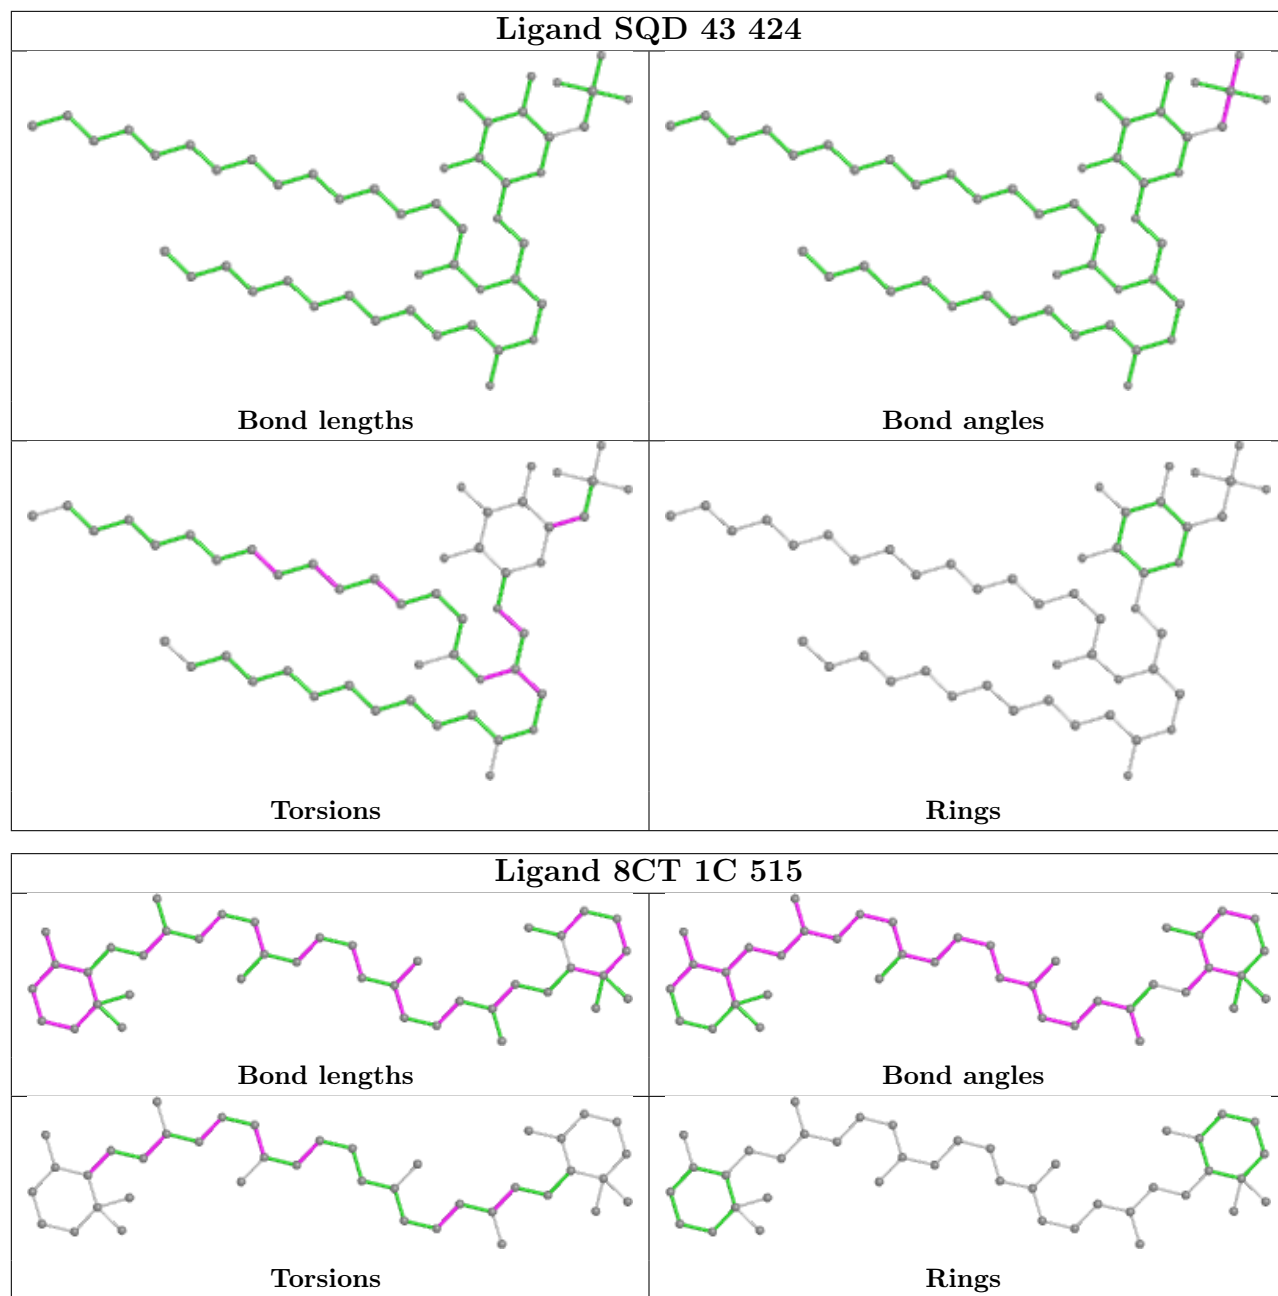 Ligand SQD 43 424
Bond lengths
Bond angles
Torsions
Rings
Ligand 8CT 1C 515
Bond lengths
Bond angles
Torsions
Rings